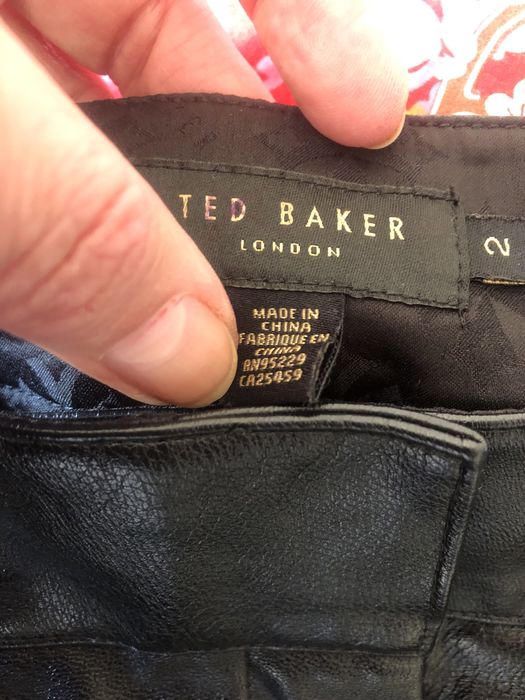 TED BAKER
LONDON
2
MADE IN
CHINA
FABRIQUE EN
CHINA
RN95229
CA25459